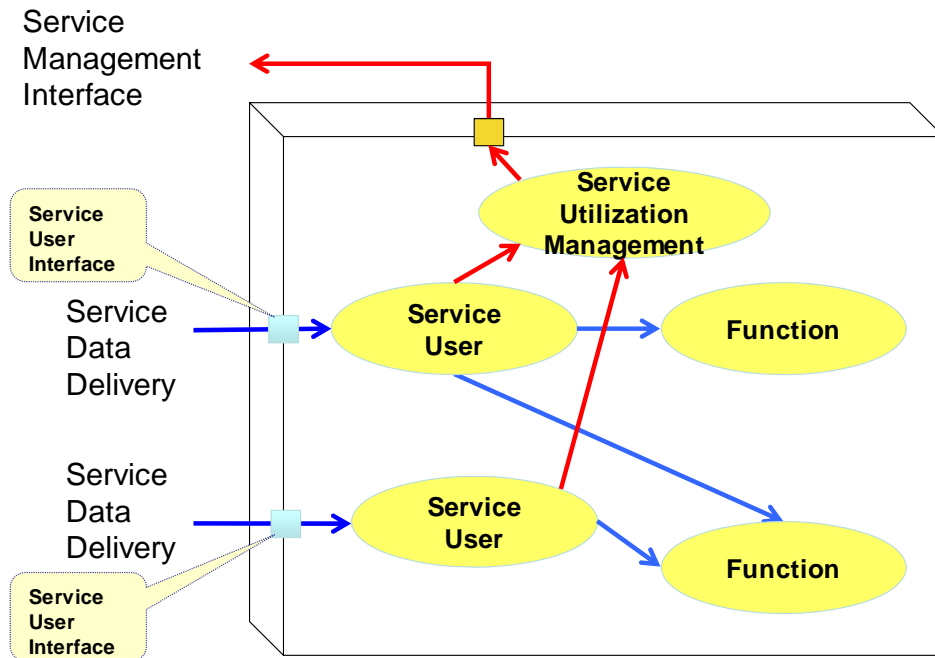 Service
Management
Interface
Service
Utilization
Management
Service
User
Interface
Service
Data
Delivery
Service
User
Function
Service
Data
Delivery
Service
User
Function
Service
User
Interface